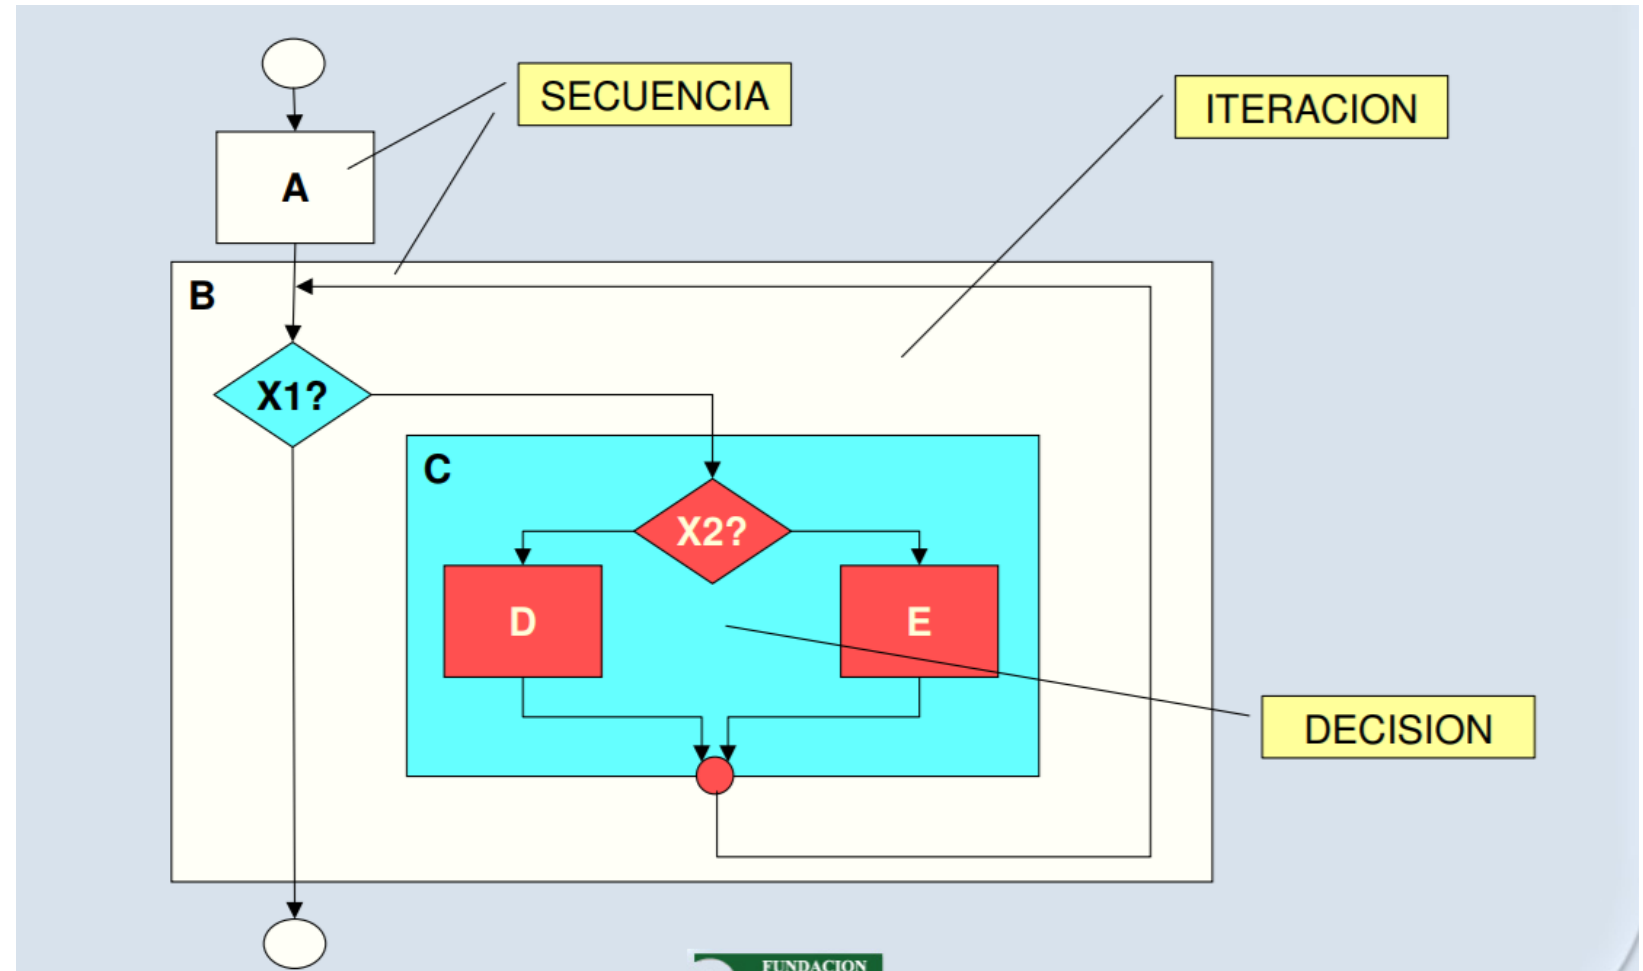 SECUENCIA
ITERACION
A
B
X1?
C
X2?
D
E
DECISION
FUNDACION